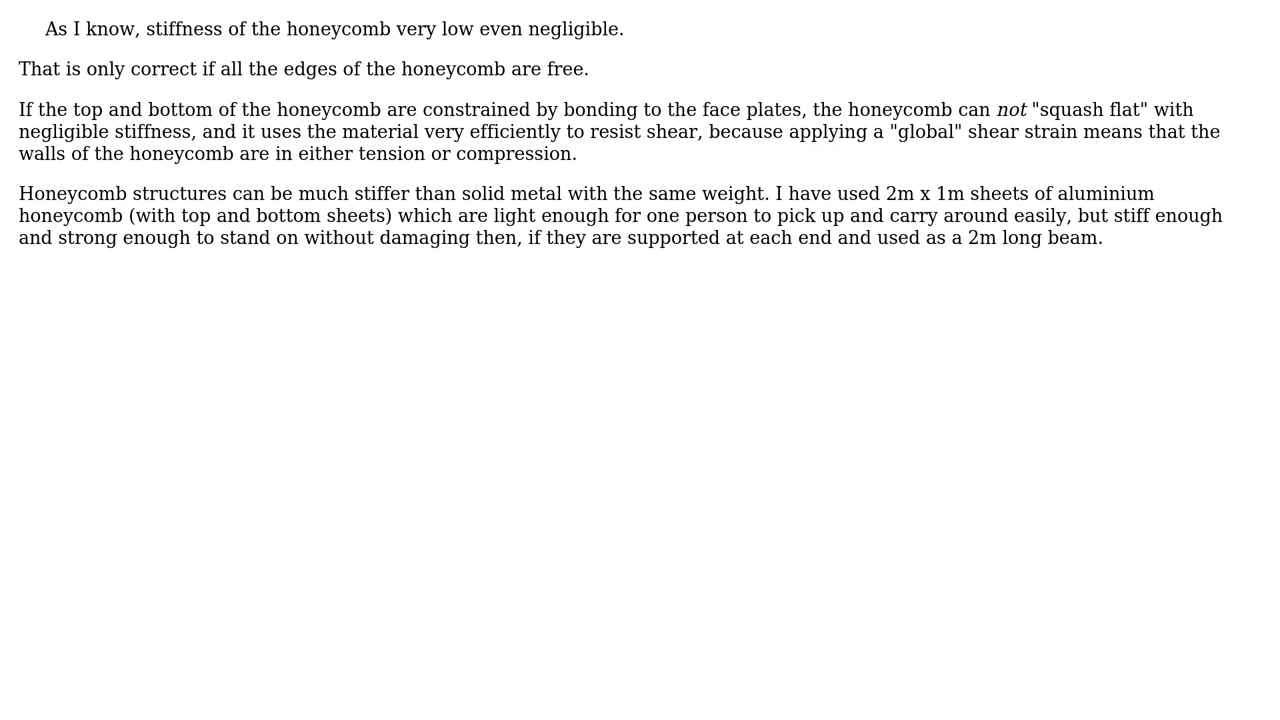 As I know, stiffness of the honeycomb very low even negligible.
That is only correct if all the edges of the honeycomb are free.
If the top and bottom of the honeycomb are constrained by bonding to the face plates, the honeycomb can not "squash flat" with
negligible stiffness, and it uses the material very efficiently to resist shear, because applying a "global" shear strain means that the
walls of the honeycomb are in either tension or compression.
Honeycomb structures can be much stiffer than solid metal with the same weight. I have used 2m x 1m sheets of aluminium
honeycomb (with top and bottom sheets) which are light enough for one person to pick up and carry around easily, but stiff enough
and strong enough to stand on without damaging then, if they are supported at each end and used as a 2m long beam.